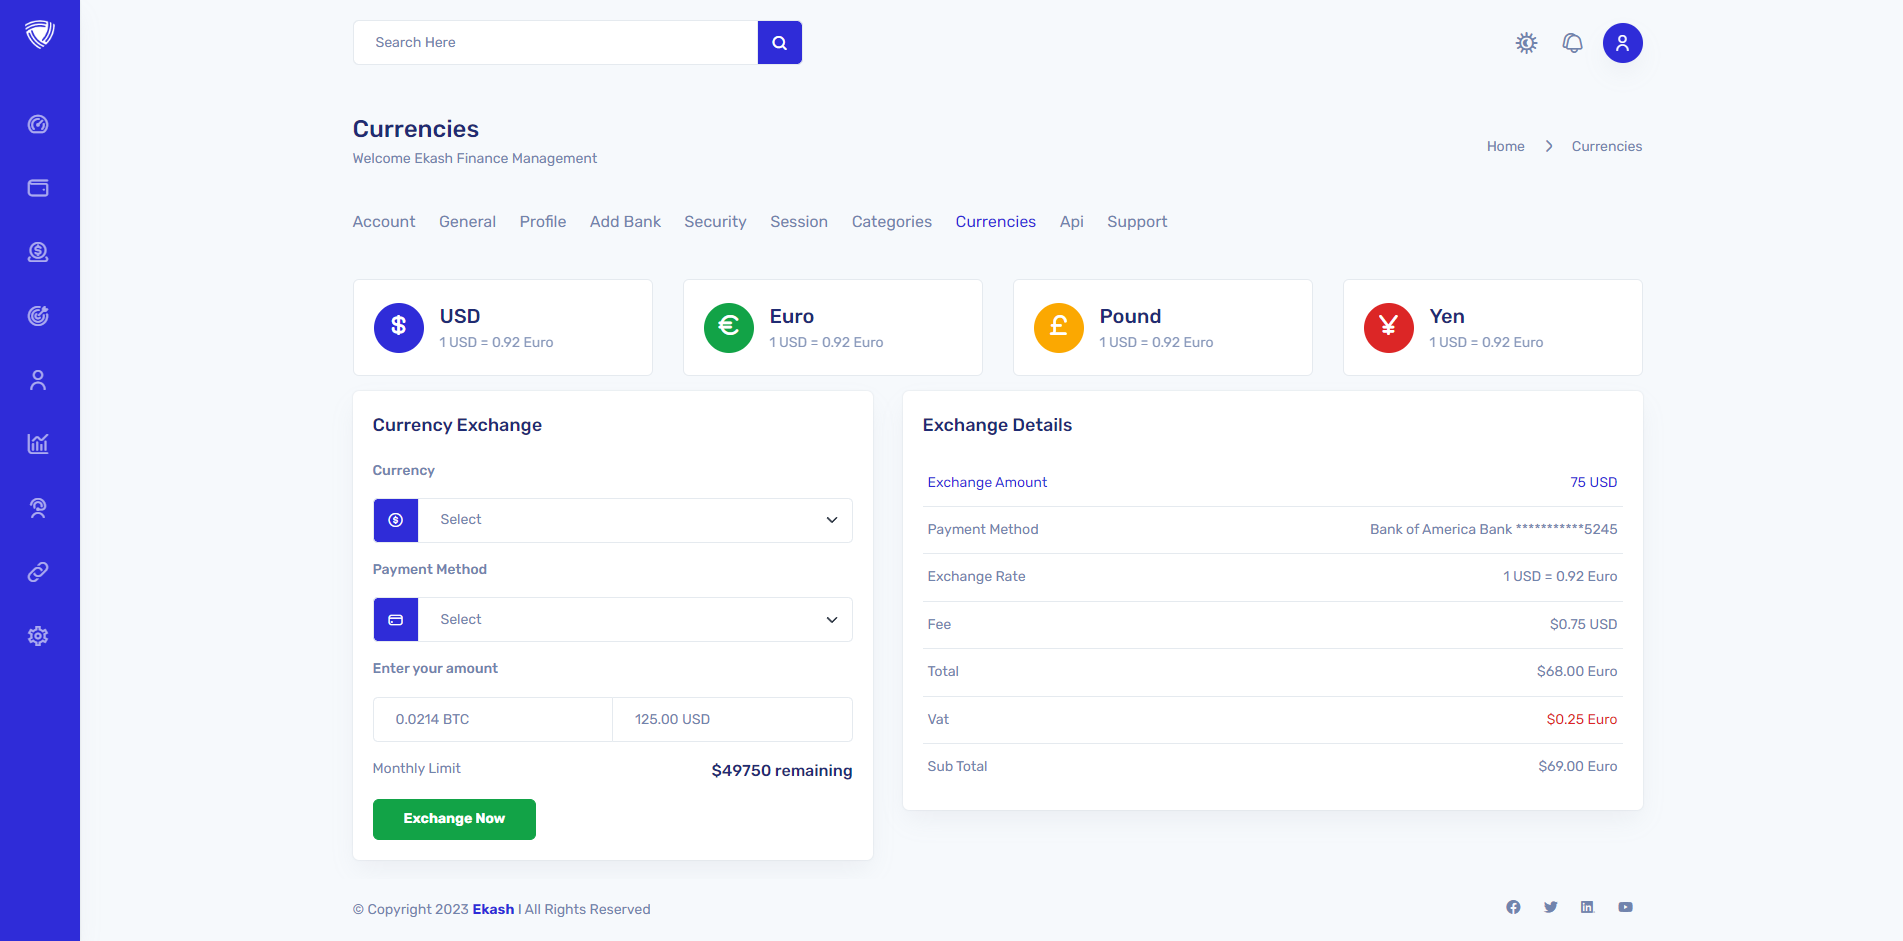 Search Here
Currencies
Welcome Ekash Finance Management
Home
Currencies
Account General Profile Add Bank Security Session Categories Currencies Api Support
$
USD
1 USD = 0.92 Euro
€
Euro
1 USD = 0.92 Euro
£
Pound
1 USD = 0.92 Euro
¥
Yen
1 USD = 0.92 Euro
Currency Exchange
Currency
Select
Payment Method
Select
Enter your amount
0.0214 BTC 125.00 USD
Monthly Limit $49750 remaining
Exchange Now
Exchange Details
Exchange Amount 75 USD
Payment Method Bank of America Bank ***********5245
Exchange Rate 1 USD = 0.92 Euro
Fee $0.75 USD
Total $68.00 Euro
Vat $0.25 Euro
Sub Total $69.00 Euro
© Copyright 2023 Ekash I All Rights Reserved